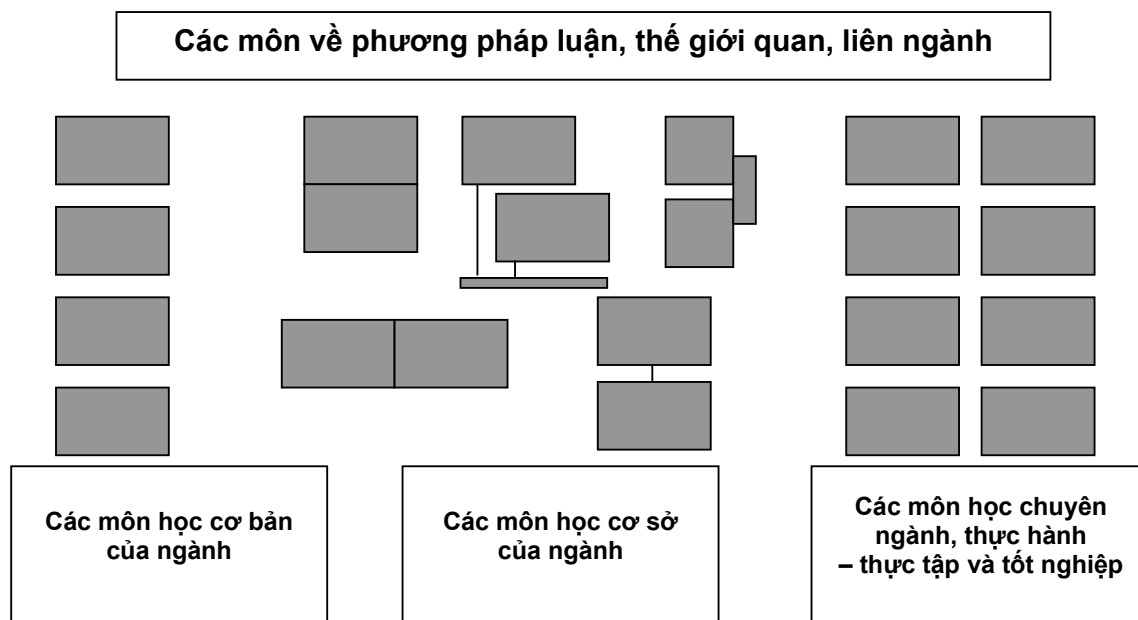 Các môn về phương pháp luận, thế giới quan, liên ngành
Các môn học cơ bản
của ngành
Các môn học cơ sở
của ngành
Các môn học chuyên
ngành, thực hành
– thực tập và tốt nghiệp